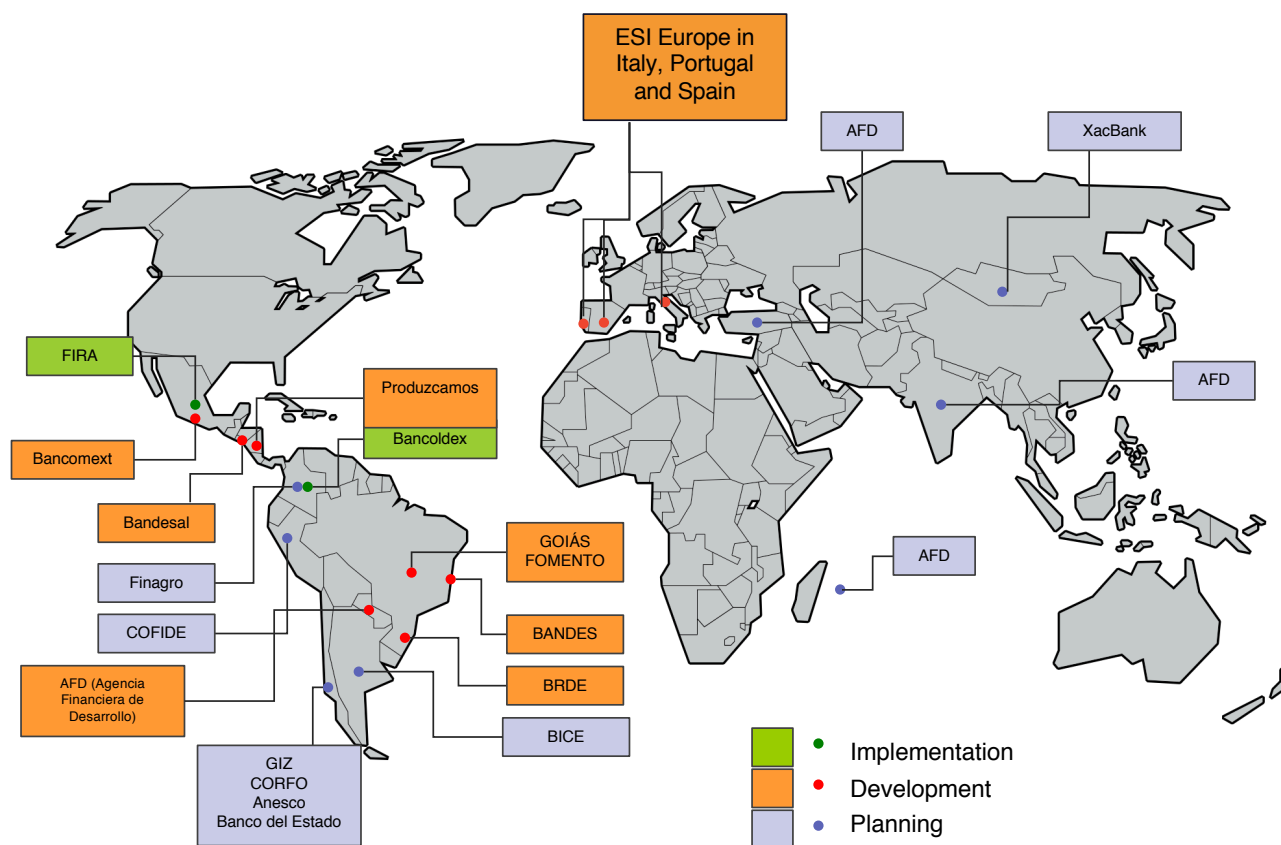 ESI Europe in
Italy, Portugal
and Spain
AFD
XacBank
FIRA
Produzcamos
AFD
Bancomext
Bancoldex
Bandesal
GOIÁS
FOMENTO
AFD
Finagro
COFIDE
BANDES
AFD (Agencia
Financiera de
Desarrollo)
BRDE
BICE
GIZ
CORFO
Anesco
Banco del Estado
Implementation
Development
Planning